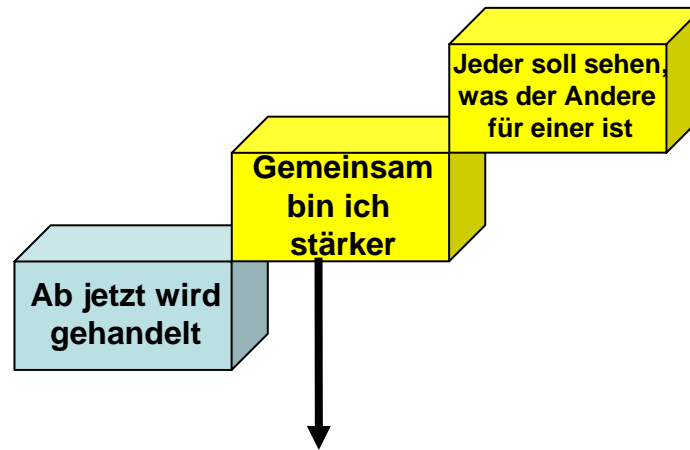 Jeder soll sehen,
was der Andere
für einer ist
Gemeinsam
bin ich
stärker
Ab jetzt wird
gehandelt